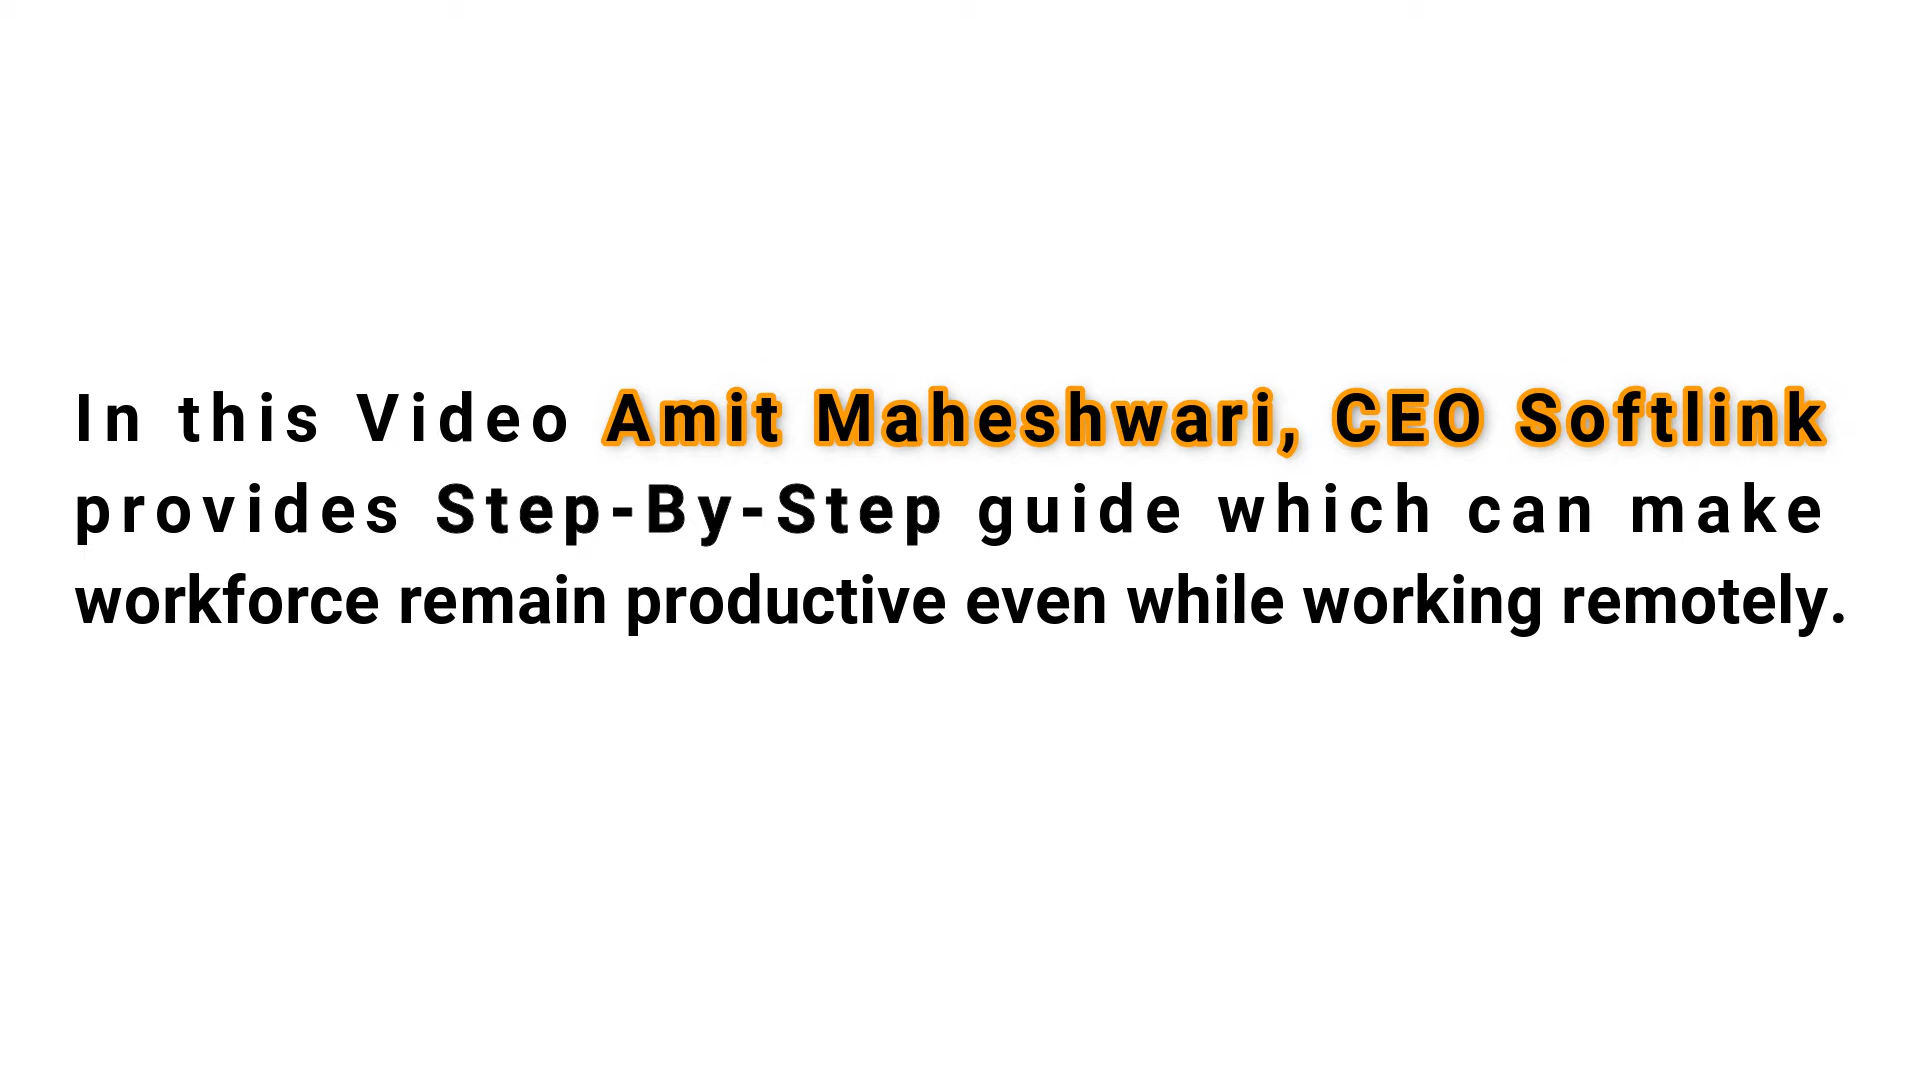 In this Video Amit Maheshwari, CEO Softlink
provides Step-By-Step guide which can make
workforce remain productive even while working remotely.